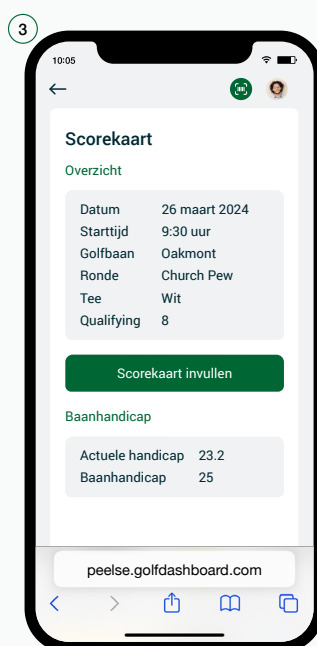 3
10:05
Scorekaart
Overzicht
Datum 26 maart 2024
Starttijd 9:30 uur
Golfbaan Oakmont
Ronde Church Pew
Tee Wit
Qualifying 8
Scorekaart invullen
Baanhandicap
Actuele handicap 23.2
Baanhandicap 25
peelse.golfdashboard.com